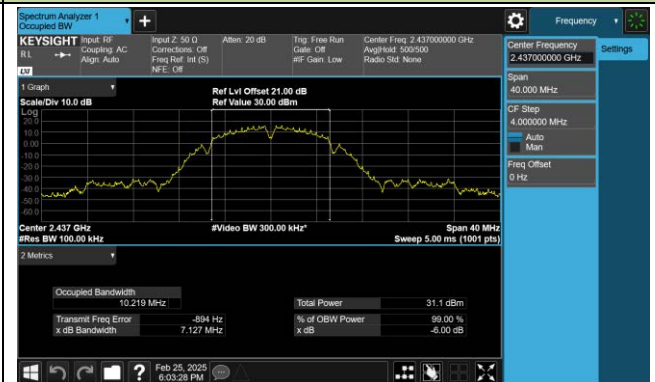 Spectrum Analyzer 1
Occupied BW
Frequency
KEYSIGHT
RL
Input: RF
Coupling: AC
Align: Auto
Input Z: 50 Ω
Corrections: Off
Freq Ref: Int (S)
NFE: Off
Atten: 20 dB
Trig: Free Run
Gate: Off
#IF Gain: Low
Center Freq: 2.437000000 GHz
Avg|Hold: 500/500
Radio Std: None
Center Frequency
2.437000000 GHz
Settings
Span
40.000 MHz
CF Step
4.000000 MHz
Auto
Man
Freq Offset
0 Hz
1 Graph
Scale/Div 10.0 dB
Ref Lvl Offset 21.00 dB
Ref Value 30.00 dBm
Log
20.0
10.0
0.00
-10.0
-20.0
-30.0
-40.0
-50.0
-60.0
Center 2.437 GHz
#Res BW 100.00 kHz
#Video BW 300.00 kHz*
Span 40 MHz
Sweep 5.00 ms (1001 pts)
2 Metrics
Occupied Bandwidth
10.219 MHz
Total Power 31.1 dBm
Transmit Freq Error -894 Hz
% of OBW Power 99.00 %
x dB Bandwidth 7.127 MHz
x dB -6.00 dB
?
Feb 25, 2025
6:03:28 PM